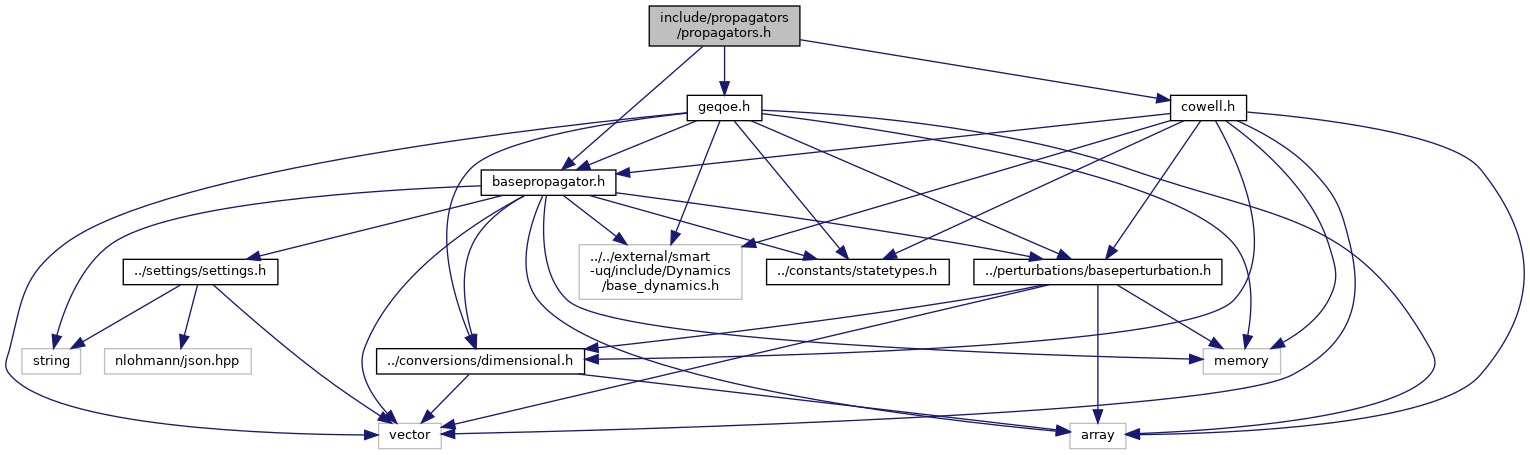 include/propagators
/propagators.h
geqoe.h
cowell.h
basepropagator.h
../settings/settings.h
../../external/smart
-uq/include/Dynamics
/base_dynamics.h
../constants/statetypes.h
../perturbations/baseperturbation.h
string
nlohmann/json.hpp
../conversions/dimensional.h
memory
vector
array